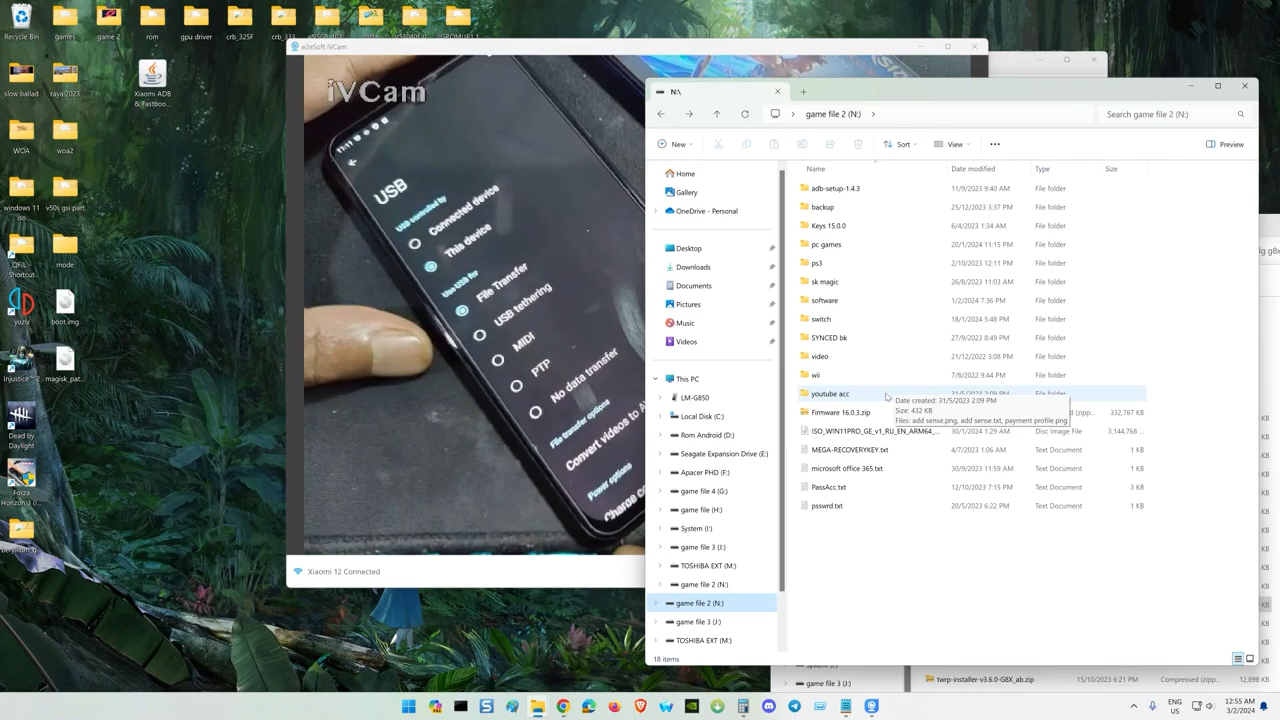 Recycle Bin
games
game
rom
gpu driver
crb_325F
crb_333
slow ballad
raya 2023
Xiaomi ADB
& Fastboo...
WOA
woa2
windows 11
iso
v50s gsi part
QFIL
Shortcut
mode
yuzu
boot.img
Injustice™ 2
magisk_pat...
Dead by
Daylight
Forza
Horizon 3 (...
e2eSoft iVCam
iVCam
11:11
USB
USB controlled by
Connected device
This device
Use USB for
File Transfer
USB tethering
MIDI
PTP
No data transfer
File transfer options
Convert videos to
Power options
Charge co
Xiaomi 12 Connected
N:\
game file 2 (N:)
Search game file 2 (N:)
New
Sort
View
Preview
Name
Date modified
Type
Size
Home
Gallery
OneDrive - Personal
Desktop
Downloads
Documents
Pictures
Music
Videos
This PC
LM-G850
Local Disk (C:)
Rom Android (D:)
Seagate Expansion Drive (E:)
Apacer PHD (F:)
game file 4 (G:)
game file (H:)
System (I:)
game file 3 (J:)
TOSHIBA EXT (M:)
game file 2 (N:)
game file 2 (N:)
game file 3 (J:)
TOSHIBA EXT (M:)
adb-setup-1.4.3 11/9/2023 9:40 AM File folder
backup 25/12/2023 3:37 PM File folder
Keys 15.0.0 6/4/2023 1:34 AM File folder
pc games 20/1/2024 11:15 PM File folder
ps3 2/10/2023 12:11 PM File folder
sk magic 26/8/2023 11:03 AM File folder
software 1/2/2024 7:36 PM File folder
switch 18/1/2024 5:48 PM File folder
SYNCED bk 27/9/2023 8:49 PM File folder
video 21/12/2022 3:08 PM File folder
wii 7/8/2022 9:44 PM File folder
youtube acc 31/5/2023 2:09 PM File folder
Date created: 31/5/2023 2:09 PM
Size: 432 KB
Files: add sense.png, add sense.txt, payment profile.png
Firmware 16.0.3.zip 332,767 KB
ISO_WIN11PRO_GE_v1_RU_EN_ARM64_... 30/1/2024 1:29 AM Disc Image File 3,144,768 ...
MEGA-RECOVERYKEY.txt 4/7/2023 1:06 AM Text Document 1 KB
microsoft office 365.txt 30/9/2023 11:59 AM Text Document 1 KB
PassAcc.txt 12/10/2023 7:15 PM Text Document 3 KB
psswrd.txt 20/5/2023 6:22 PM Text Document 1 KB
18 items
game file 3 (J:)
twrp-installer-v3.6.0-G8X_ab.zip 15/10/2023 6:21 PM Compressed (zipp... 12,898 KB
ENG
US
12:55 AM
3/2/2024